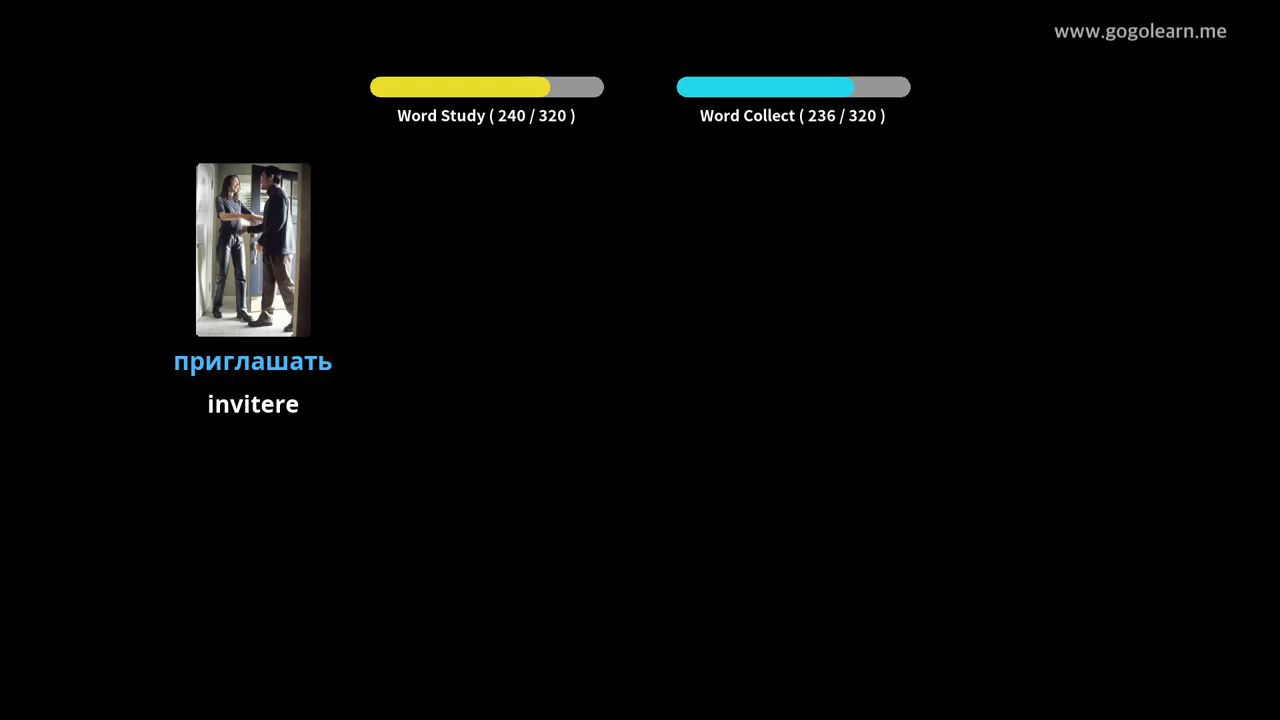 www.gogolearn.me
Word Study ( 240 / 320 )
Word Collect ( 236 / 320 )
приглашать
invitere